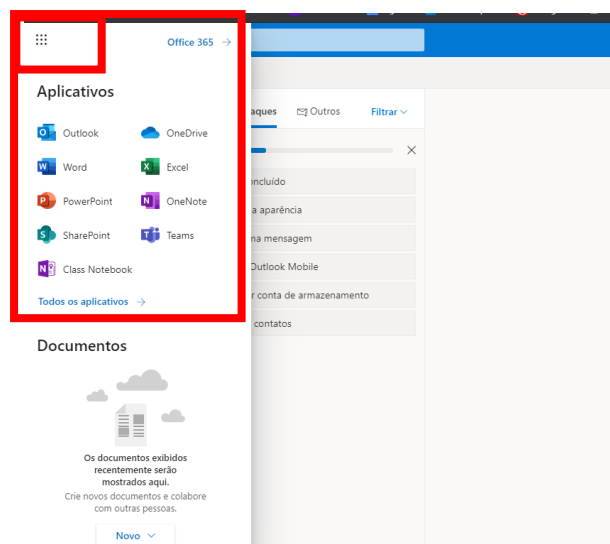 Office 365 →
Aplicativos
Outlook
OneDrive
Word
Excel
PowerPoint
OneNote
SharePoint
Teams
Class Notebook
Todos os aplicativos →
Documentos
Os documentos exibidos
recentemente serão
mostrados aqui.
Crie novos documentos e colabore
com outras pessoas.
Novo
aques
Outros
Filtrar
oncluído
a aparência
na mensagem
Outlook Mobile
r conta de armazenamento
contatos